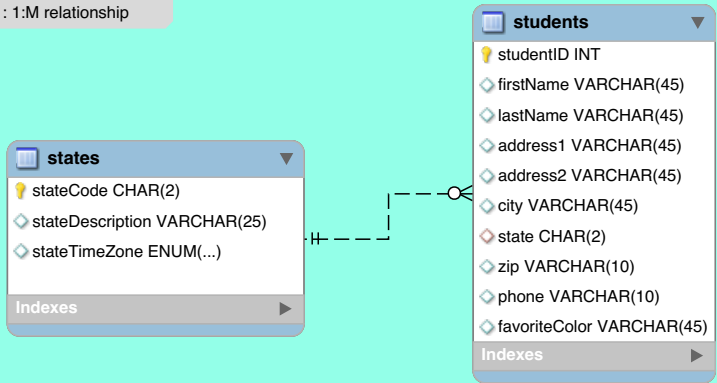 : 1:M relationship
students
studentID INT
firstName VARCHAR(45)
lastName VARCHAR(45)
address1 VARCHAR(45)
address2 VARCHAR(45)
city VARCHAR(45)
state CHAR(2)
zip VARCHAR(10)
phone VARCHAR(10)
favoriteColor VARCHAR(45)
Indexes
states
stateCode CHAR(2)
stateDescription VARCHAR(25)
stateTimeZone ENUM(...)
Indexes